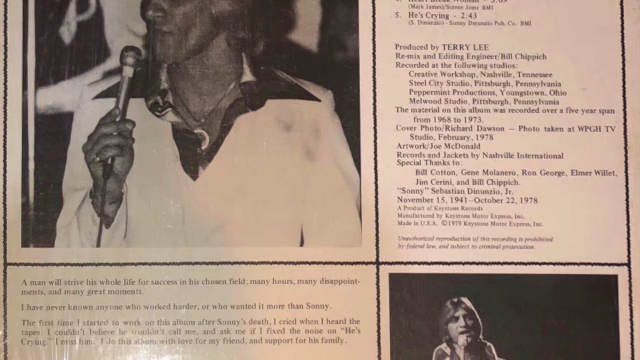 5. He's Crying - 2:43
(S. Dinunzio) - Sonny Dinunzio Pub. Co. BMI
Produced by TERRY LEE
Re-mix and Editing Engineer/Bill Chippich
Recorded at the following studios:
Creative Workshop, Nashville, Tennessee
Steel City Studio, Pittsburgh, Pennsylvania
Peppermint Productions, Youngstown, Ohio
Melwood Studio, Pittsburgh, Pennsylvania
The material on this album was recorded over a five year span
from 1968 to 1973.
Cover Photo/Richard Dawson — Photo taken at WPGH TV
Studio, February, 1978
Artwork/Joe McDonald
Records and Jackets by Nashville International
Special Thanks to:
Bill Cotton, Gene Molanero, Ron George, Elmer Willet,
Jim Cerini, and Bill Chippich.
"Sonny" Sebastian Dinunzio, Jr.
November 15, 1941-October 22, 1978
A Product of Keystone Records
Manufactured by Keystone Motor Express, Inc.
Made in U.S.A. ©1979 Keystone Motor Express, Inc.
Unauthorized reproduction of this recording is prohibited
by federal law, and subject to criminal prosecution.
A man will strive his whole life for success in his chosen field; many hours, many disappoint-
ments, and many great moments.
I have never known anyone who worked harder, or who wanted it more than Sonny.
The first time I started to work on this album after Sonny's death, I cried when I heard the
tapes. I couldn't believe he wouldn't call me, and ask me if I fixed the noise on "He's
Crying." I miss him. I do this album with love for my friend, and support for his family.